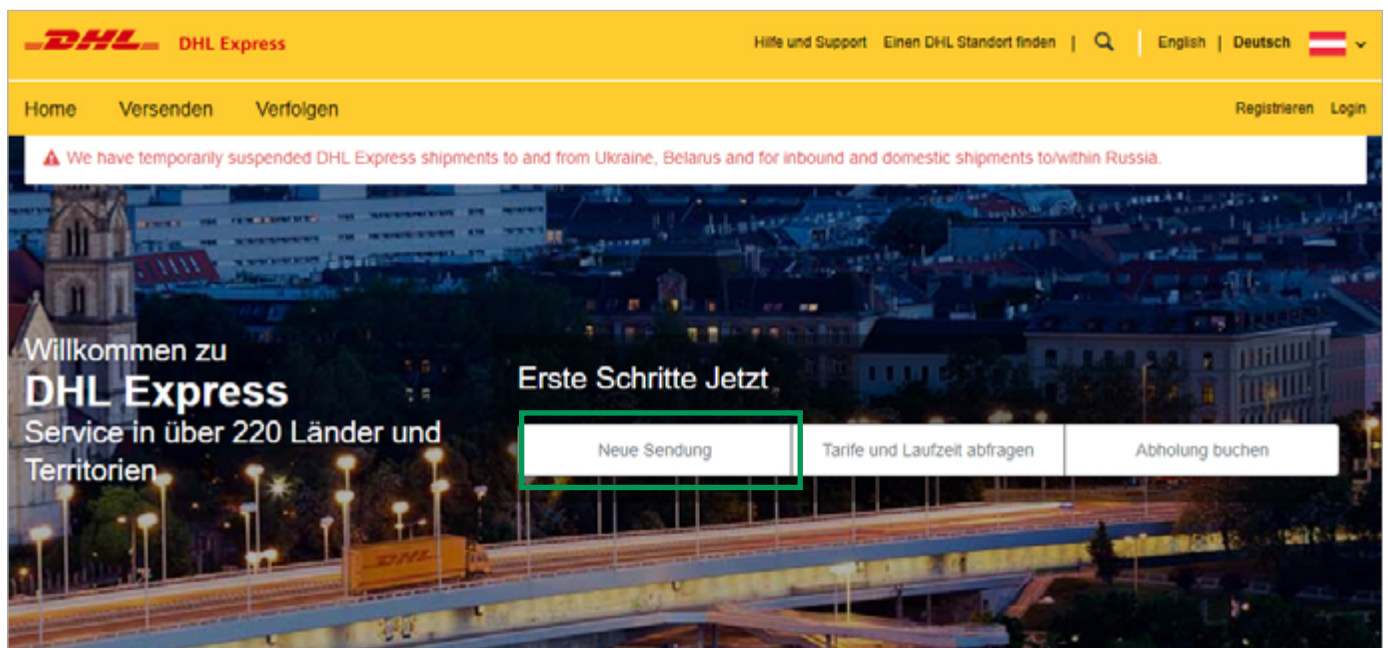 DHL DHL Express Hilfe und Support Einen DHL Standort finden | English | Deutsch
Home Versenden Verfolgen Registrieren Login
We have temporarily suspended DHL Express shipments to and from Ukraine, Belarus and for inbound and domestic shipments to/within Russia.
Willkommen zu
DHL Express
Service in über 220 Länder und
Territorien
Erste Schritte Jetzt
Neue Sendung Tarife und Laufzeit abfragen Abholung buchen
DHL